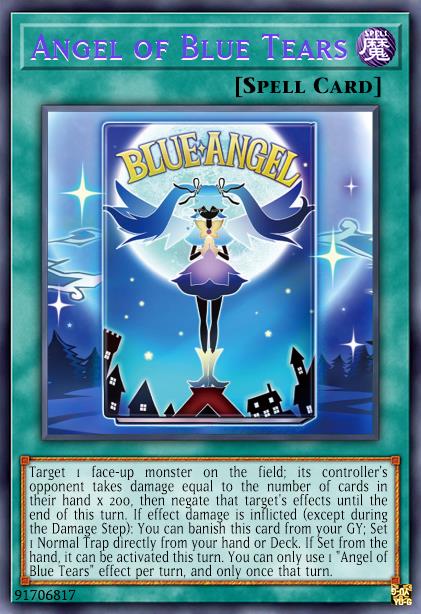 Angel of Blue Tears
SPELL
魔
[Spell Card]
BLUE✦ANGEL
Target 1 face-up monster on the field; its controller's
opponent takes damage equal to the number of cards in
their hand x 200, then negate that target's effects until the
end of this turn. If effect damage is inflicted (except during
the Damage Step): You can banish this card from your GY; Set
1 Normal Trap directly from your hand or Deck. If Set from the
hand, it can be activated this turn. You can only use 1 "Angel of
Blue Tears" effect per turn, and only once that turn.
91706817